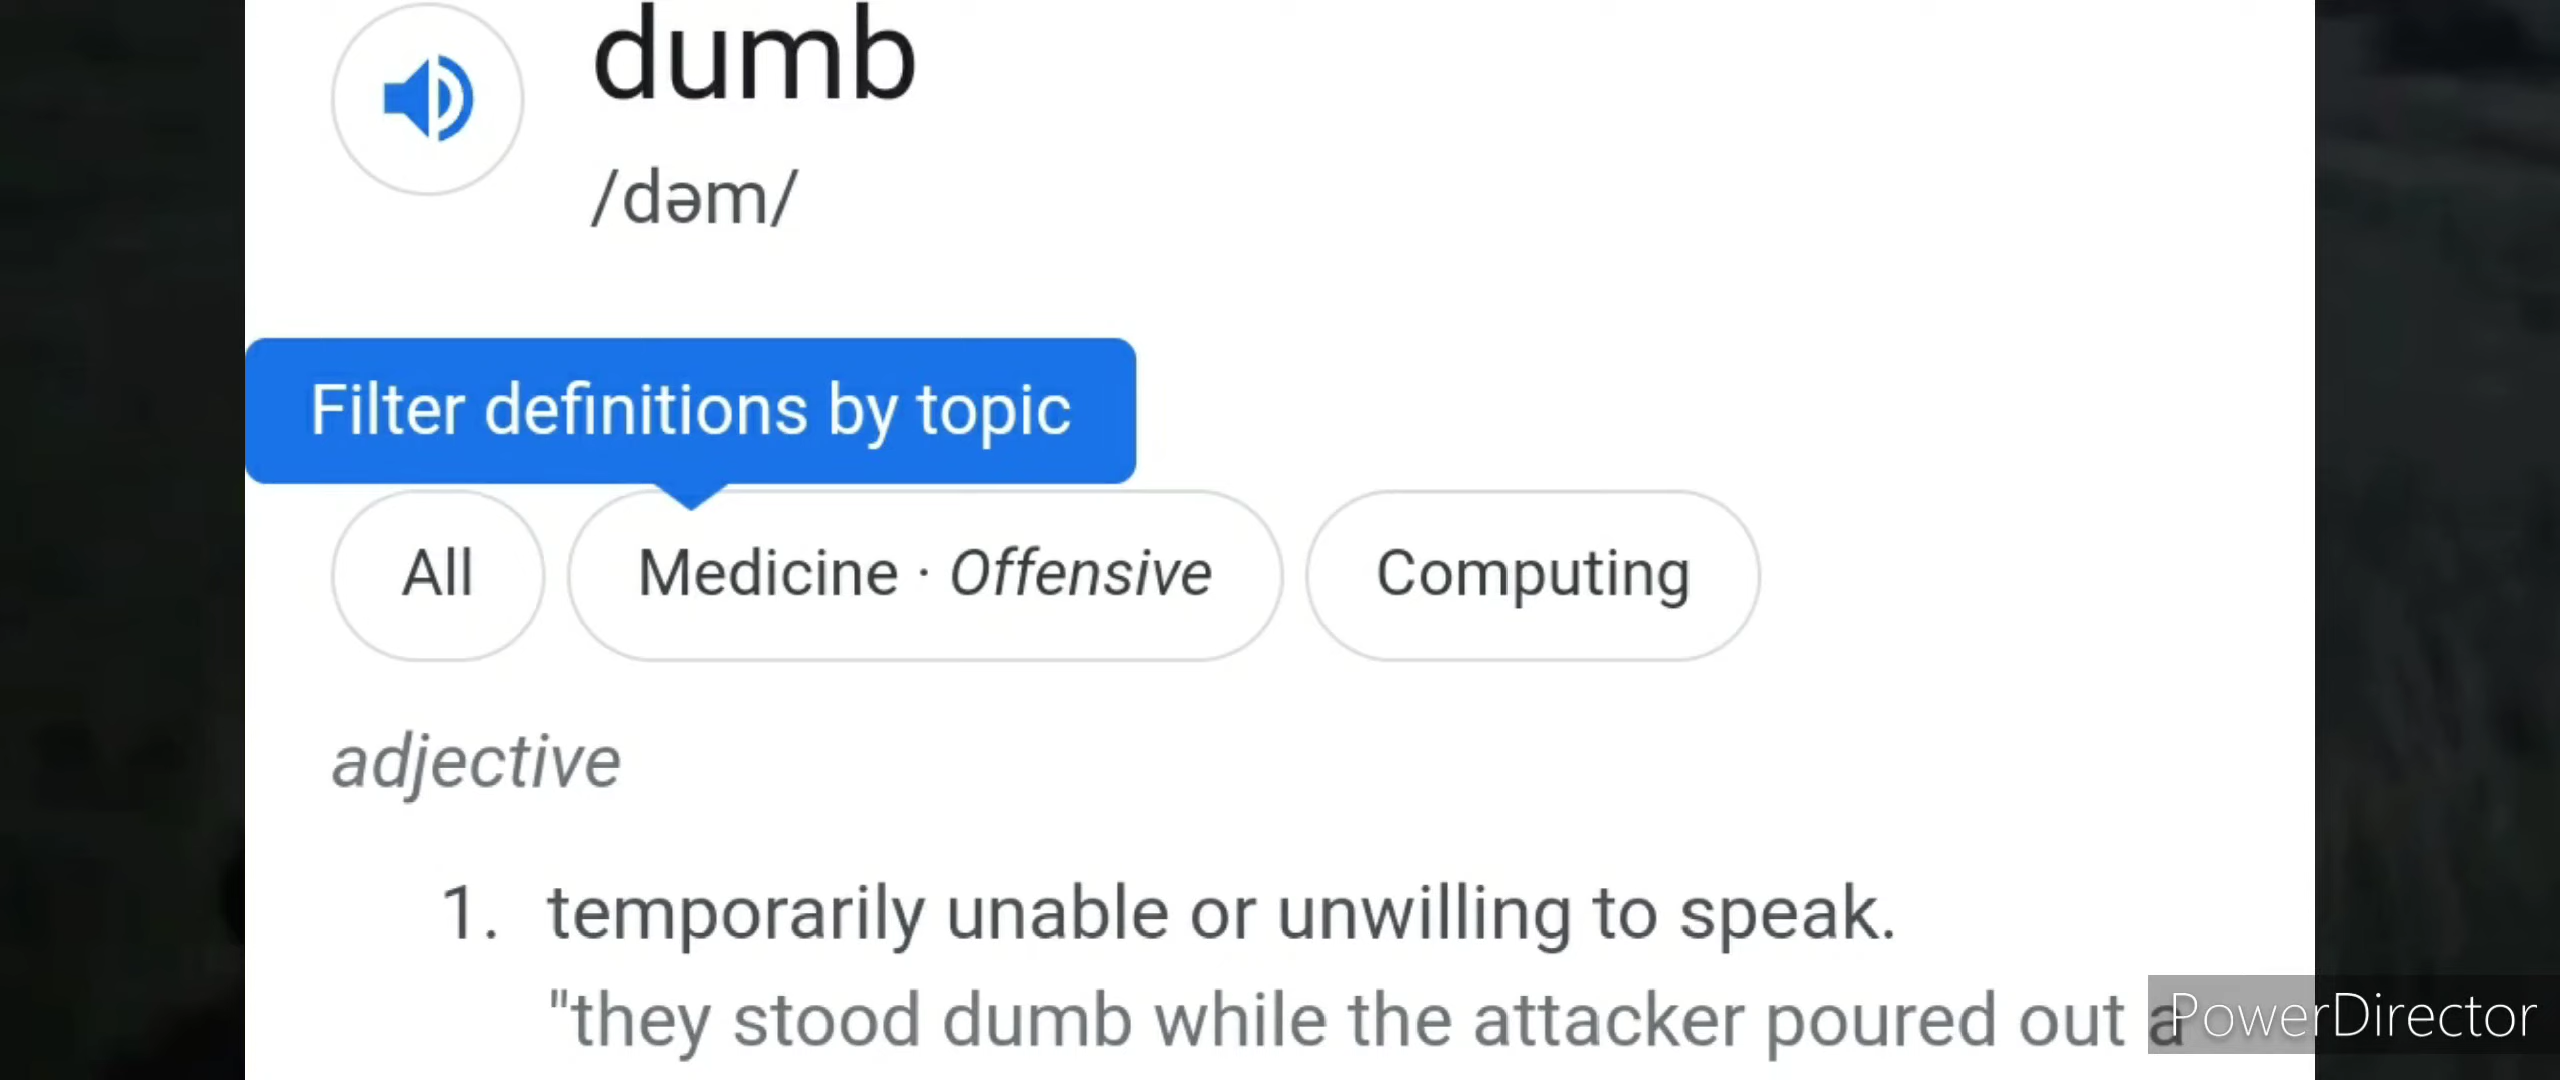 dumb
/dəm/
Filter definitions by topic
All
Medicine · Offensive
Computing
adjective
1. temporarily unable or unwilling to speak.
"they stood dumb while the attacker poured out a
PowerDirector